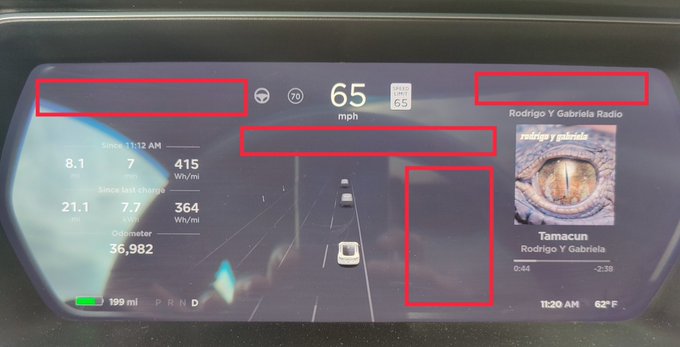 70
65
mph
SPEED
LIMIT
65
Rodrigo Y Gabriela Radio
rodrigo y gabriela
Since 11:12 AM
8.1 7 415
mi min Wh/mi
Since last charge
21.1 7.7 364
mi kWh Wh/mi
Odometer
36,982
Tamacun
Rodrigo Y Gabriela
0:44 -2:38
199 mi P R N D
11:20 AM 62°F